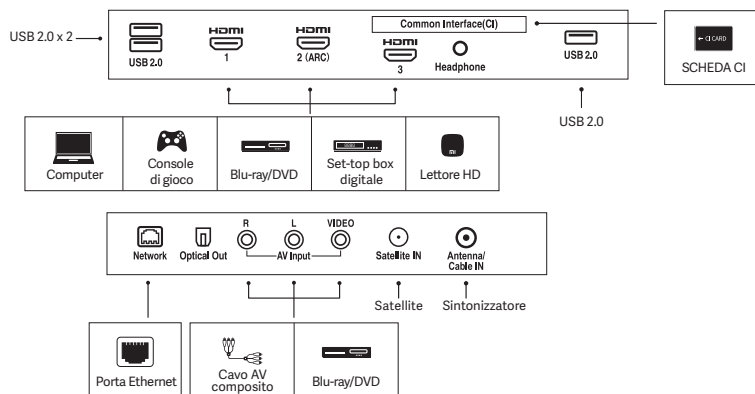 Common Interface(CI)
← CI CARD
USB 2.0 x 2
USB 2.0
HDMI
1
HDMI
2 (ARC)
HDMI
3
Headphone
USB 2.0
SCHEDA CI
USB 2.0
Computer
Console
di gioco
Blu-ray/DVD
Set-top box
digitale
mi
Lettore HD
R
L
VIDEO
Network
Optical Out
AV Input
Satellite IN
Antenna/
Cable IN
Satellite
Sintonizzatore
Porta Ethernet
Cavo AV
composito
Blu-ray/DVD